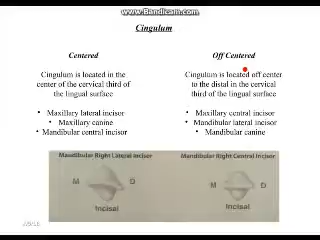 www.Bandicam.com
Cingulum
Centered
Cingulum is located in the
center of the cervical third of
the lingual surface
• Maxillary lateral incisor
• Maxillary canine
• Mandibular central incisor
Off Centered
Cingulum is located off center
to the distal in the cervical
third of the lingual surface
• Maxillary central incisor
• Mandibular lateral incisor
• Mandibular canine
Mandibular Right Lateral Incisor
M D
Incisal
Mandibular Right Central Incisor
M D
Incisal